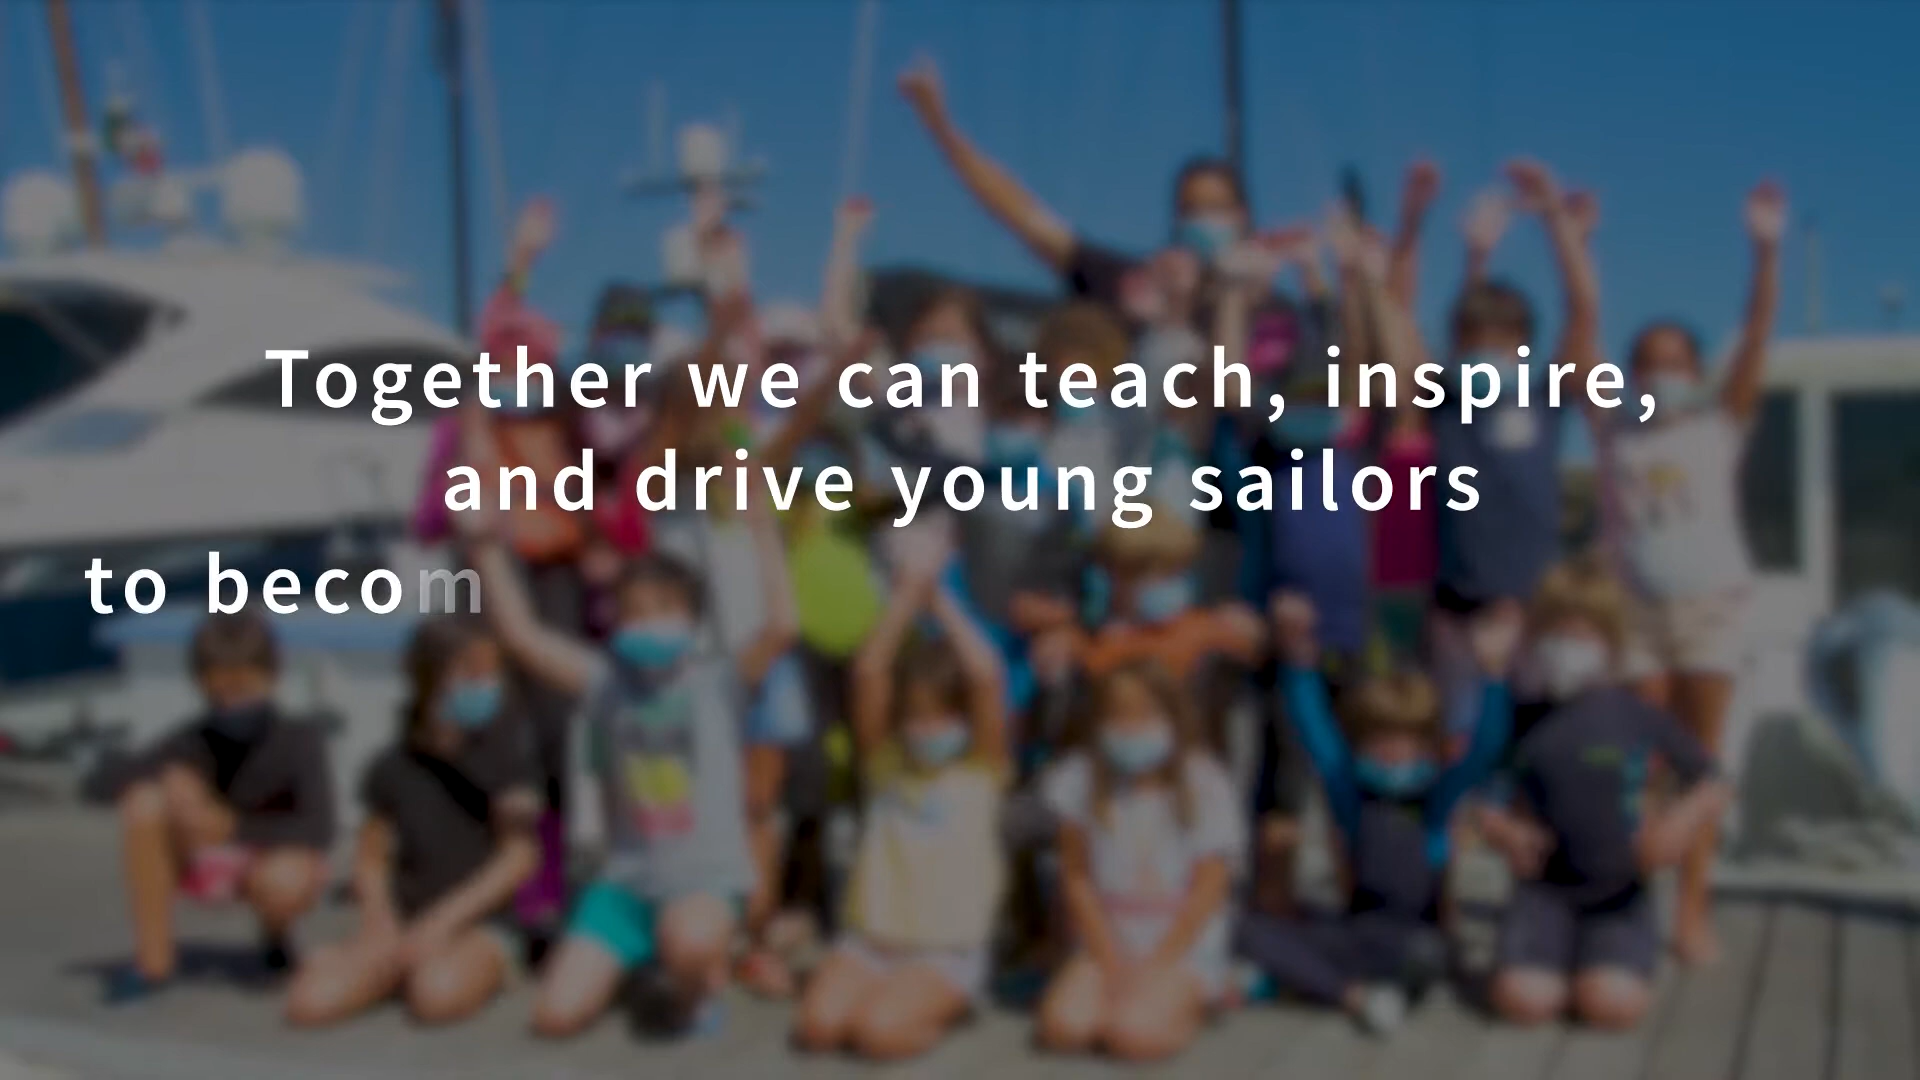 Together we can teach, inspire,
and drive young sailors
to becom